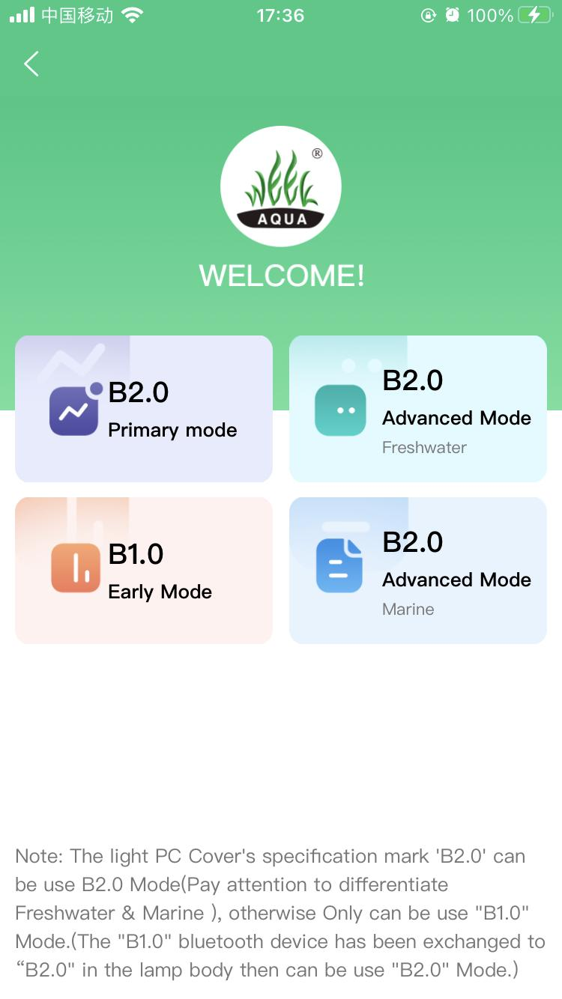 中国移动 17:36 100%
WEEK
®
AQUA
WELCOME!
B2.0
Primary mode
B2.0
Advanced Mode
Freshwater
B1.0
Early Mode
B2.0
Advanced Mode
Marine
Note: The light PC Cover's specification mark 'B2.0' can
be use B2.0 Mode(Pay attention to differentiate
Freshwater & Marine ), otherwise Only can be use "B1.0"
Mode.(The "B1.0" bluetooth device has been exchanged to
“B2.0" in the lamp body then can be use "B2.0" Mode.)